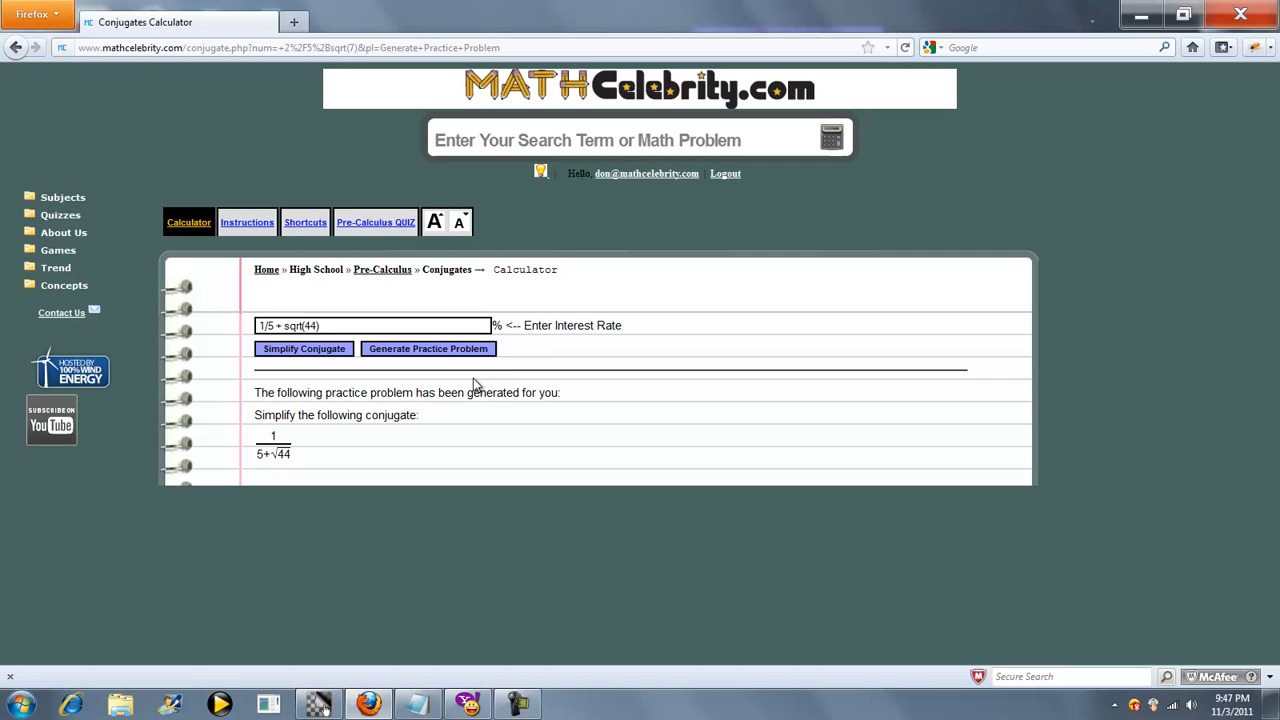 Firefox
Conjugates Calculator
www.mathcelebrity.com/conjugate.php?num=+2%2F5%2Bsqrt(7)&pl=Generate+Practice+Problem
Google
MATHCelebrity.com
Enter Your Search Term or Math Problem
| Hello, don@mathcelebrity.com | Logout
Subjects
Quizzes
About Us
Games
Trend
Concepts
Contact Us
HOSTED BY
100% WIND
ENERGY
SUBSCRIBE ON
YouTube
Calculator Instructions Shortcuts Pre-Calculus QUIZ A A
Home » High School » Pre-Calculus » Conjugates → Calculator
1/5 + sqrt(44) % <-- Enter Interest Rate
Simplify Conjugate Generate Practice Problem
The following practice problem has been generated for you:
Simplify the following conjugate:
1
5+√44
Secure Search McAfee
9:47 PM
11/3/2011